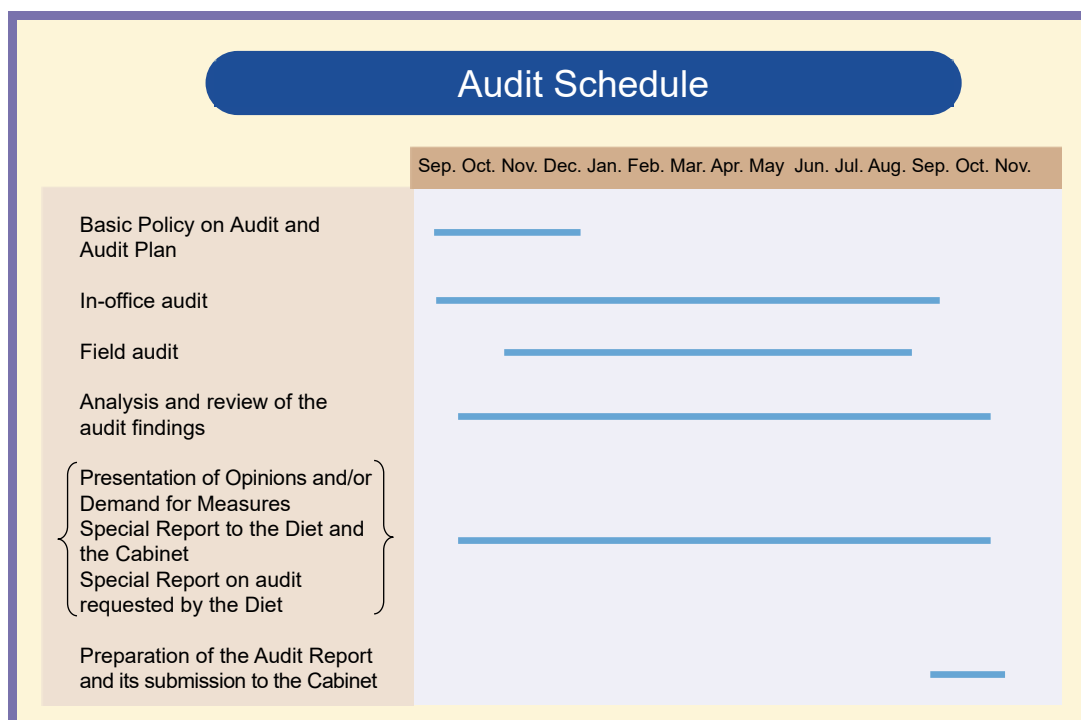 Audit Schedule
Sep. Oct. Nov. Dec. Jan. Feb. Mar. Apr. May Jun. Jul. Aug. Sep. Oct. Nov.
Basic Policy on Audit and
Audit Plan
In-office audit
Field audit
Analysis and review of the
audit findings
Presentation of Opinions and/or
Demand for Measures
Special Report to the Diet and
the Cabinet
Special Report on audit
requested by the Diet
Preparation of the Audit Report
and its submission to the Cabinet